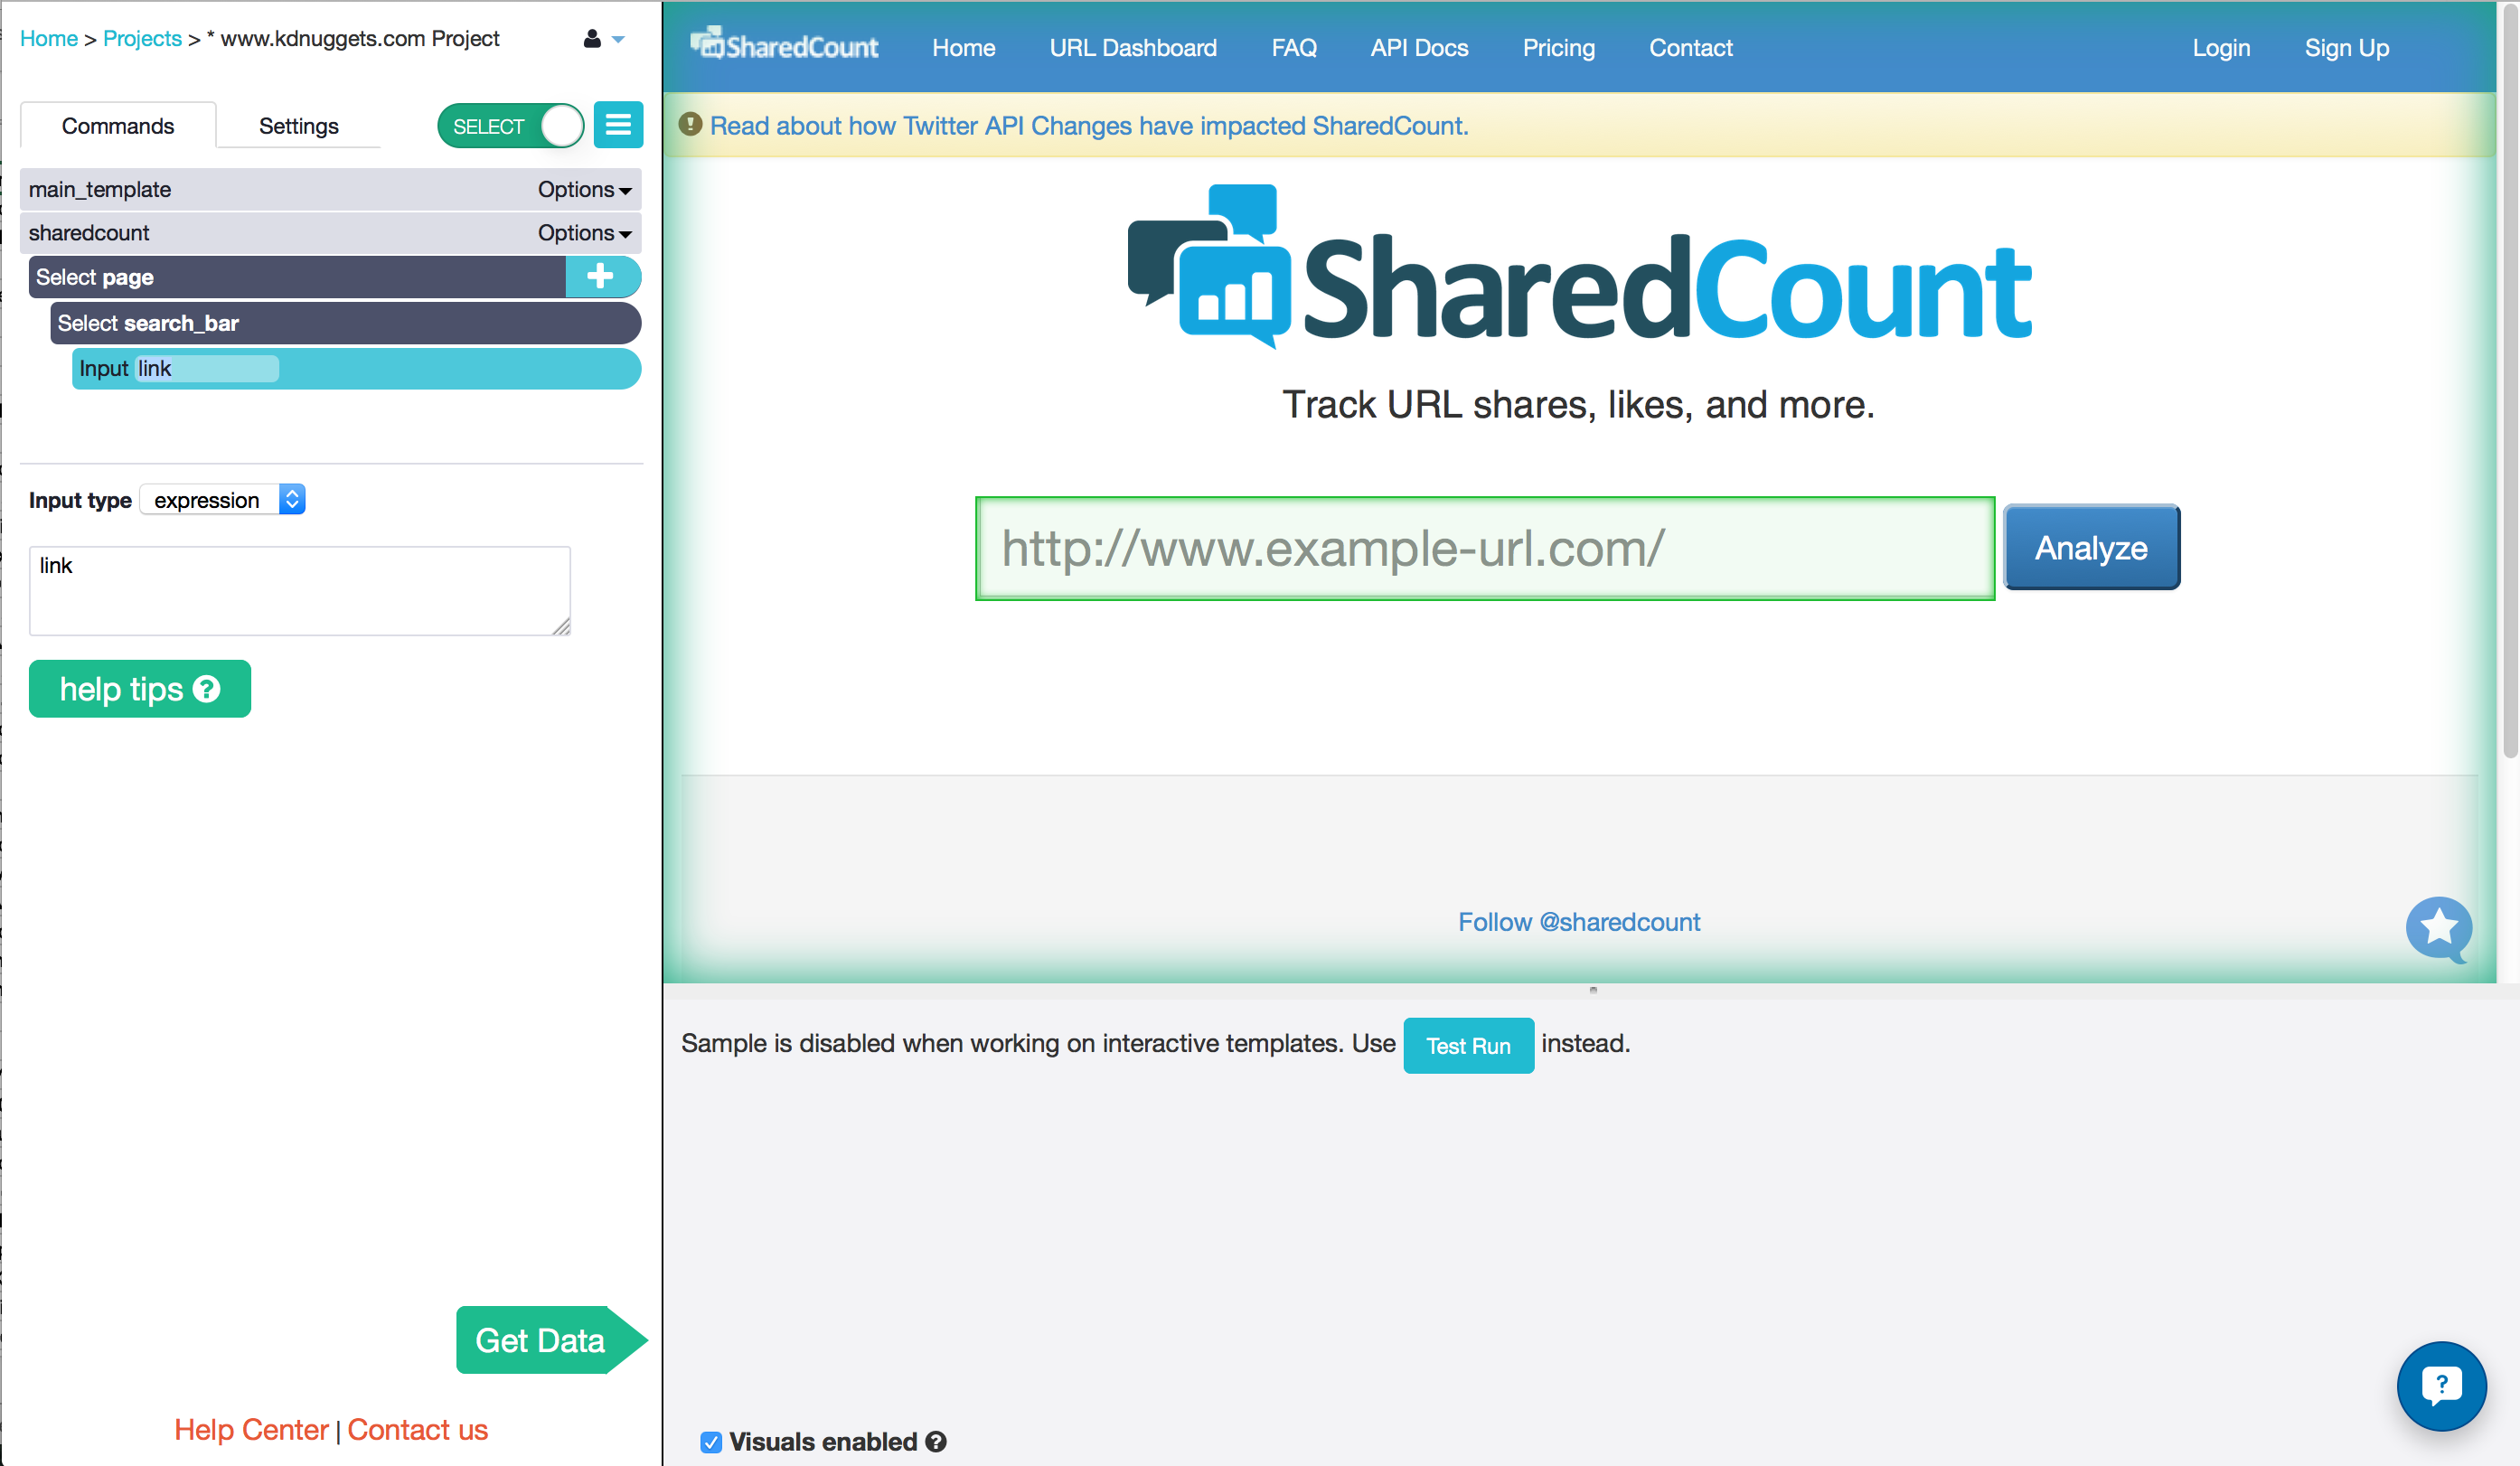 Home > Projects > * www.kdnuggets.com Project
Commands
Settings
SELECT
main_template
Options
sharedcount
Options
Select page
Select search_bar
Input link
Input type expression
link
help tips ?
Get Data
Help Center | Contact us
SharedCount
Home
URL Dashboard
FAQ
API Docs
Pricing
Contact
Login
Sign Up
Read about how Twitter API Changes have impacted SharedCount.
SharedCount
Track URL shares, likes, and more.
http://www.example-url.com/
Analyze
Follow @sharedcount
Sample is disabled when working on interactive templates. Use Test Run instead.
Visuals enabled ?